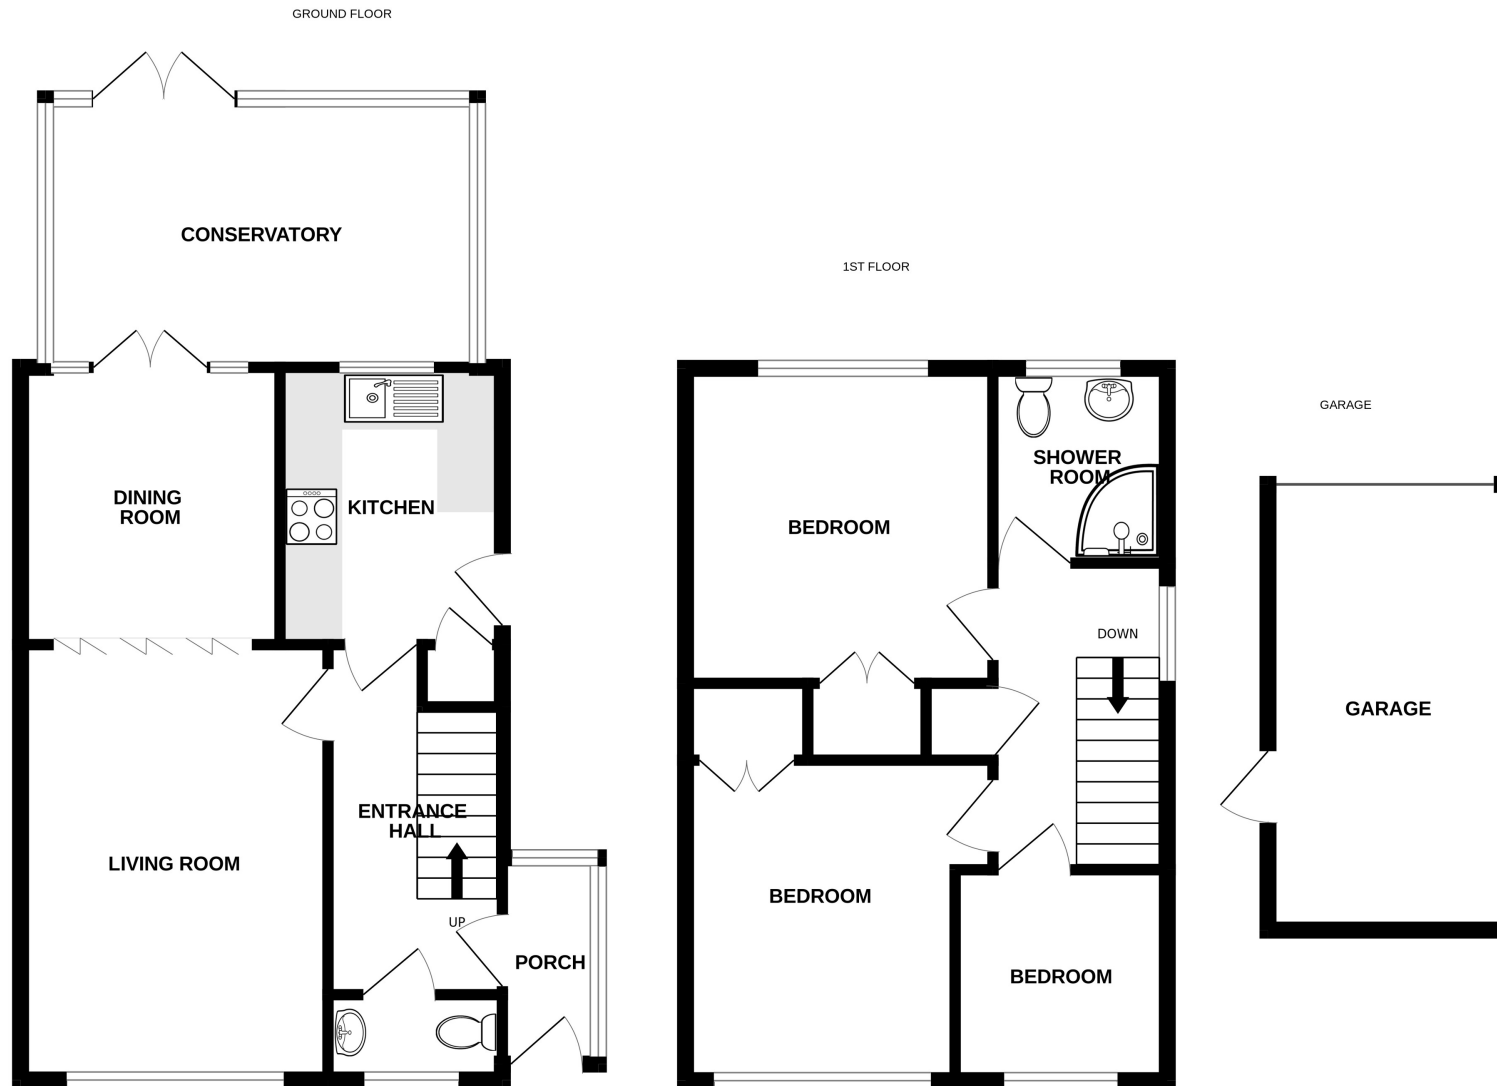 GROUND FLOOR
CONSERVATORY
DINING
ROOM
KITCHEN
LIVING ROOM
ENTRANCE
HALL
UP
PORCH
1ST FLOOR
BEDROOM
SHOWER
ROOM
DOWN
BEDROOM
BEDROOM
GARAGE
GARAGE